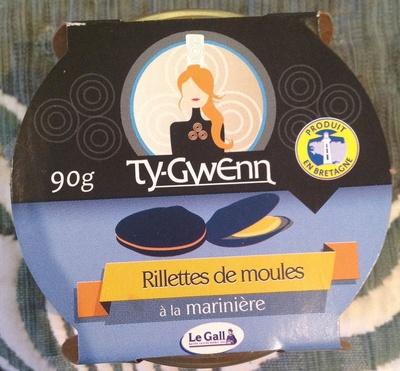 TY-GWENN
90g
PRODUIT
EN BRETAGNE
Rillettes de moules
à la marinière
Le Gall